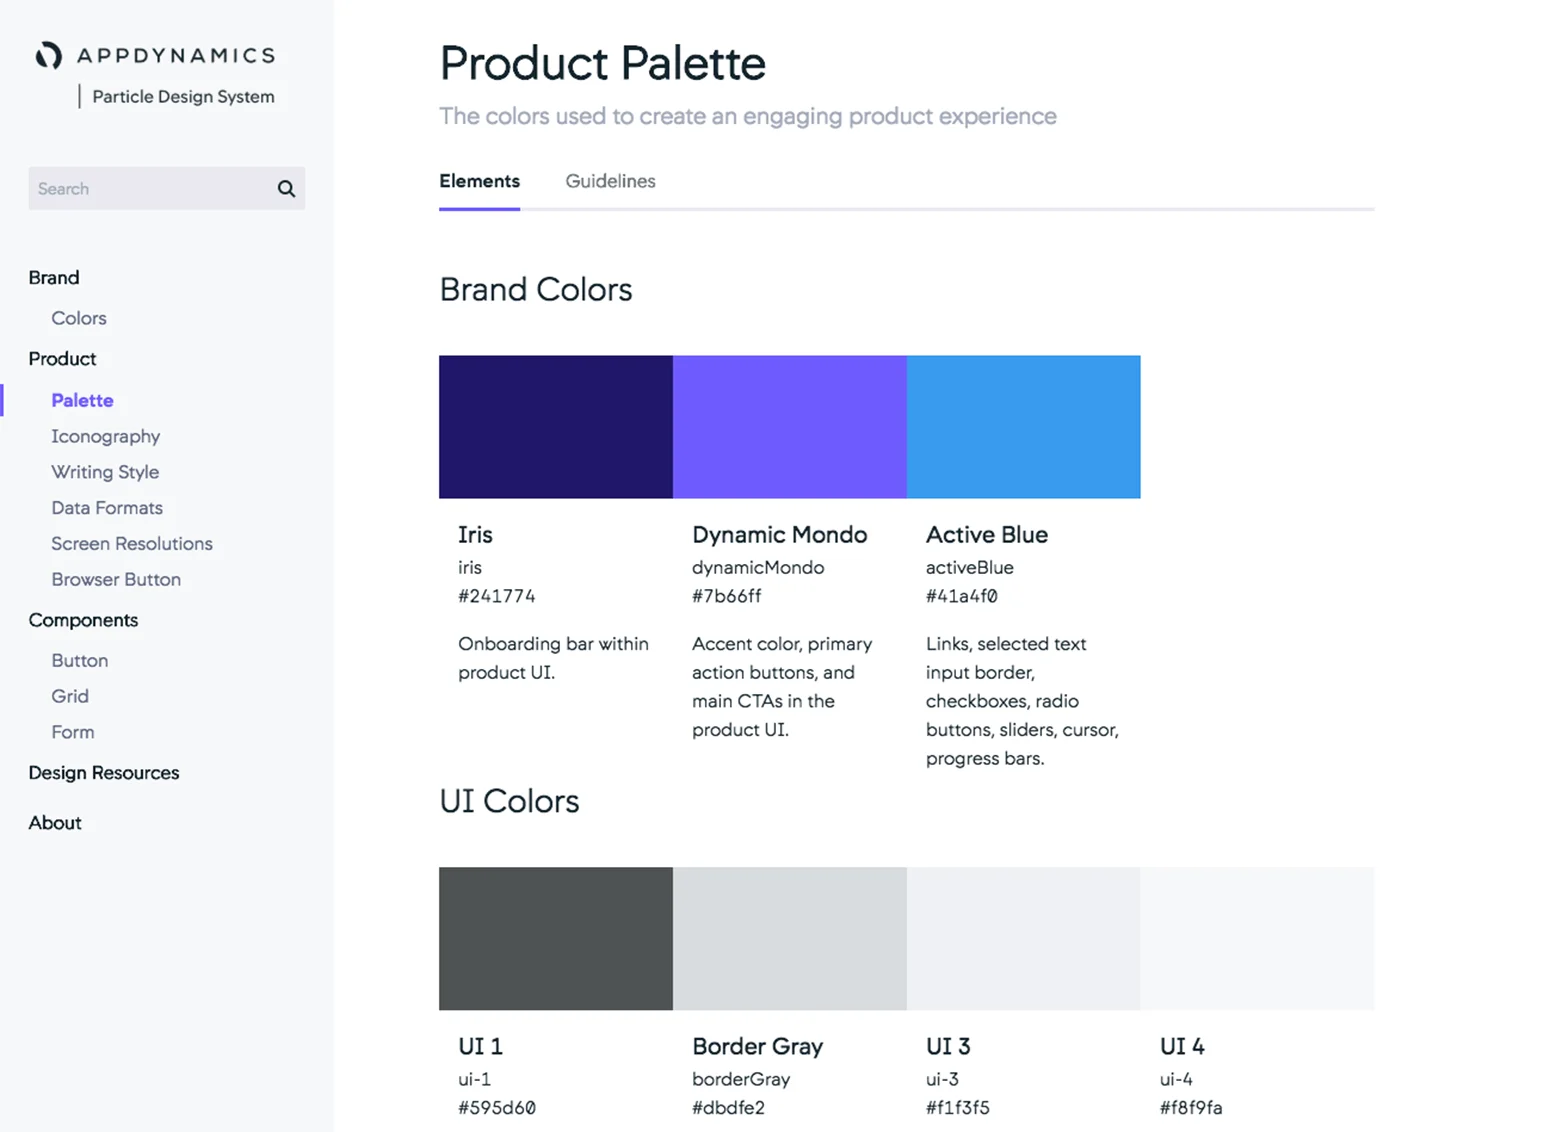 APPDYNAMICS
Particle Design System
Search
Brand
Colors
Product
Palette
Iconography
Writing Style
Data Formats
Screen Resolutions
Browser Button
Components
Button
Grid
Form
Design Resources
About
Product Palette
The colors used to create an engaging product experience
Elements
Guidelines
Brand Colors
Iris
iris
#241774
Onboarding bar within
product UI.
Dynamic Mondo
dynamicMondo
#7b66ff
Accent color, primary
action buttons, and
main CTAs in the
product UI.
Active Blue
activeBlue
#41a4f0
Links, selected text
input border,
checkboxes, radio
buttons, sliders, cursor,
progress bars.
UI Colors
UI 1
ui-1
#595d60
Border Gray
borderGray
#dbdfe2
UI 3
ui-3
#f1f3f5
UI 4
ui-4
#f8f9fa